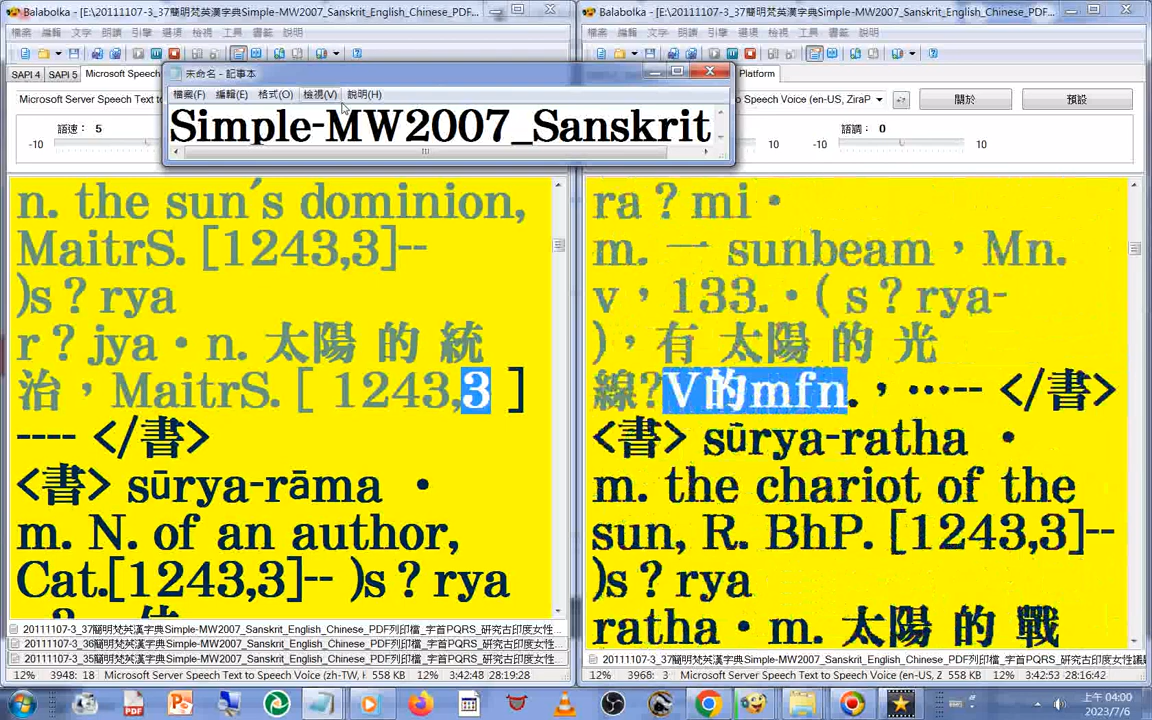 Balabolka - [E:\20111107-3_37簡明梵英漢字典Simple-MW2007_Sanskrit_English_Chinese_PDF...
檔案 編輯 文字 朗讀 引擎 選項 檢視 工具 書籤 說明
SAPI 4 SAPI 5 Microsoft Speech
Microsoft Server Speech Text to
語速： 5
-10
n. the sun´s dominion,
MaitrS. [1243,3]--
)s？rya
r？jya‧n. 太陽 的 統
治，MaitrS. [ 1243,3 ]
---- </書>
<書> sūrya-rāma ‧
m. N. of an author,
Cat.[1243,3]-- )s？rya
20111107-3_37簡明梵英漢字典Simple-MW2007_Sanskrit_English_Chinese_PDF列印檔_字首PQRS_研究古印度女性...
20111107-3_36簡明梵英漢字典Simple-MW2007_Sanskrit_English_Chinese_PDF列印檔_字首PQRS_研究古印度女性...
20111107-3_35簡明梵英漢字典Simple-MW2007_Sanskrit_English_Chinese_PDF列印檔_字首PQRS_研究古印度女性...
12% 3948: 18 Microsoft Server Speech Text to Speech Voice (zh-TW, H 558 KB 12% 3:42:48 28:19:28
未命名 - 記事本
檔案(F) 編輯(E) 格式(O) 檢視(V) 說明(H)
Simple-MW2007_Sanskrit
Balabolka - [E:\20111107-3_37簡明梵英漢字典Simple-MW2007_Sanskrit_English_Chinese_PDF...
檔案 編輯 文字 朗讀 引擎 選項 檢視 工具 書籤 說明
Platform
o Speech Voice (en-US, ZiraP 關於 預設
語調： 0
10 -10 10
ra？mi‧
m. 一 sunbeam，Mn.
v，133.‧( s？rya-
)，有 太陽 的 光
線?V的mfn.，…-- </書>
<書> sūrya-ratha ‧
m. the chariot of the
sun, R. BhP. [1243,3]--
)s？rya
ratha‧m. 太陽 的 戰
20111107-3_37簡明梵英漢字典Simple-MW2007_Sanskrit_English_Chinese_PDF列印檔_字首PQRS_研究古印度女性議
12% 3968: Microsoft Server Speech Text to Speech Voice (en-US, Z 558 KB 12% 3:42:53 28:16:42
上午 04:00
2023/7/6